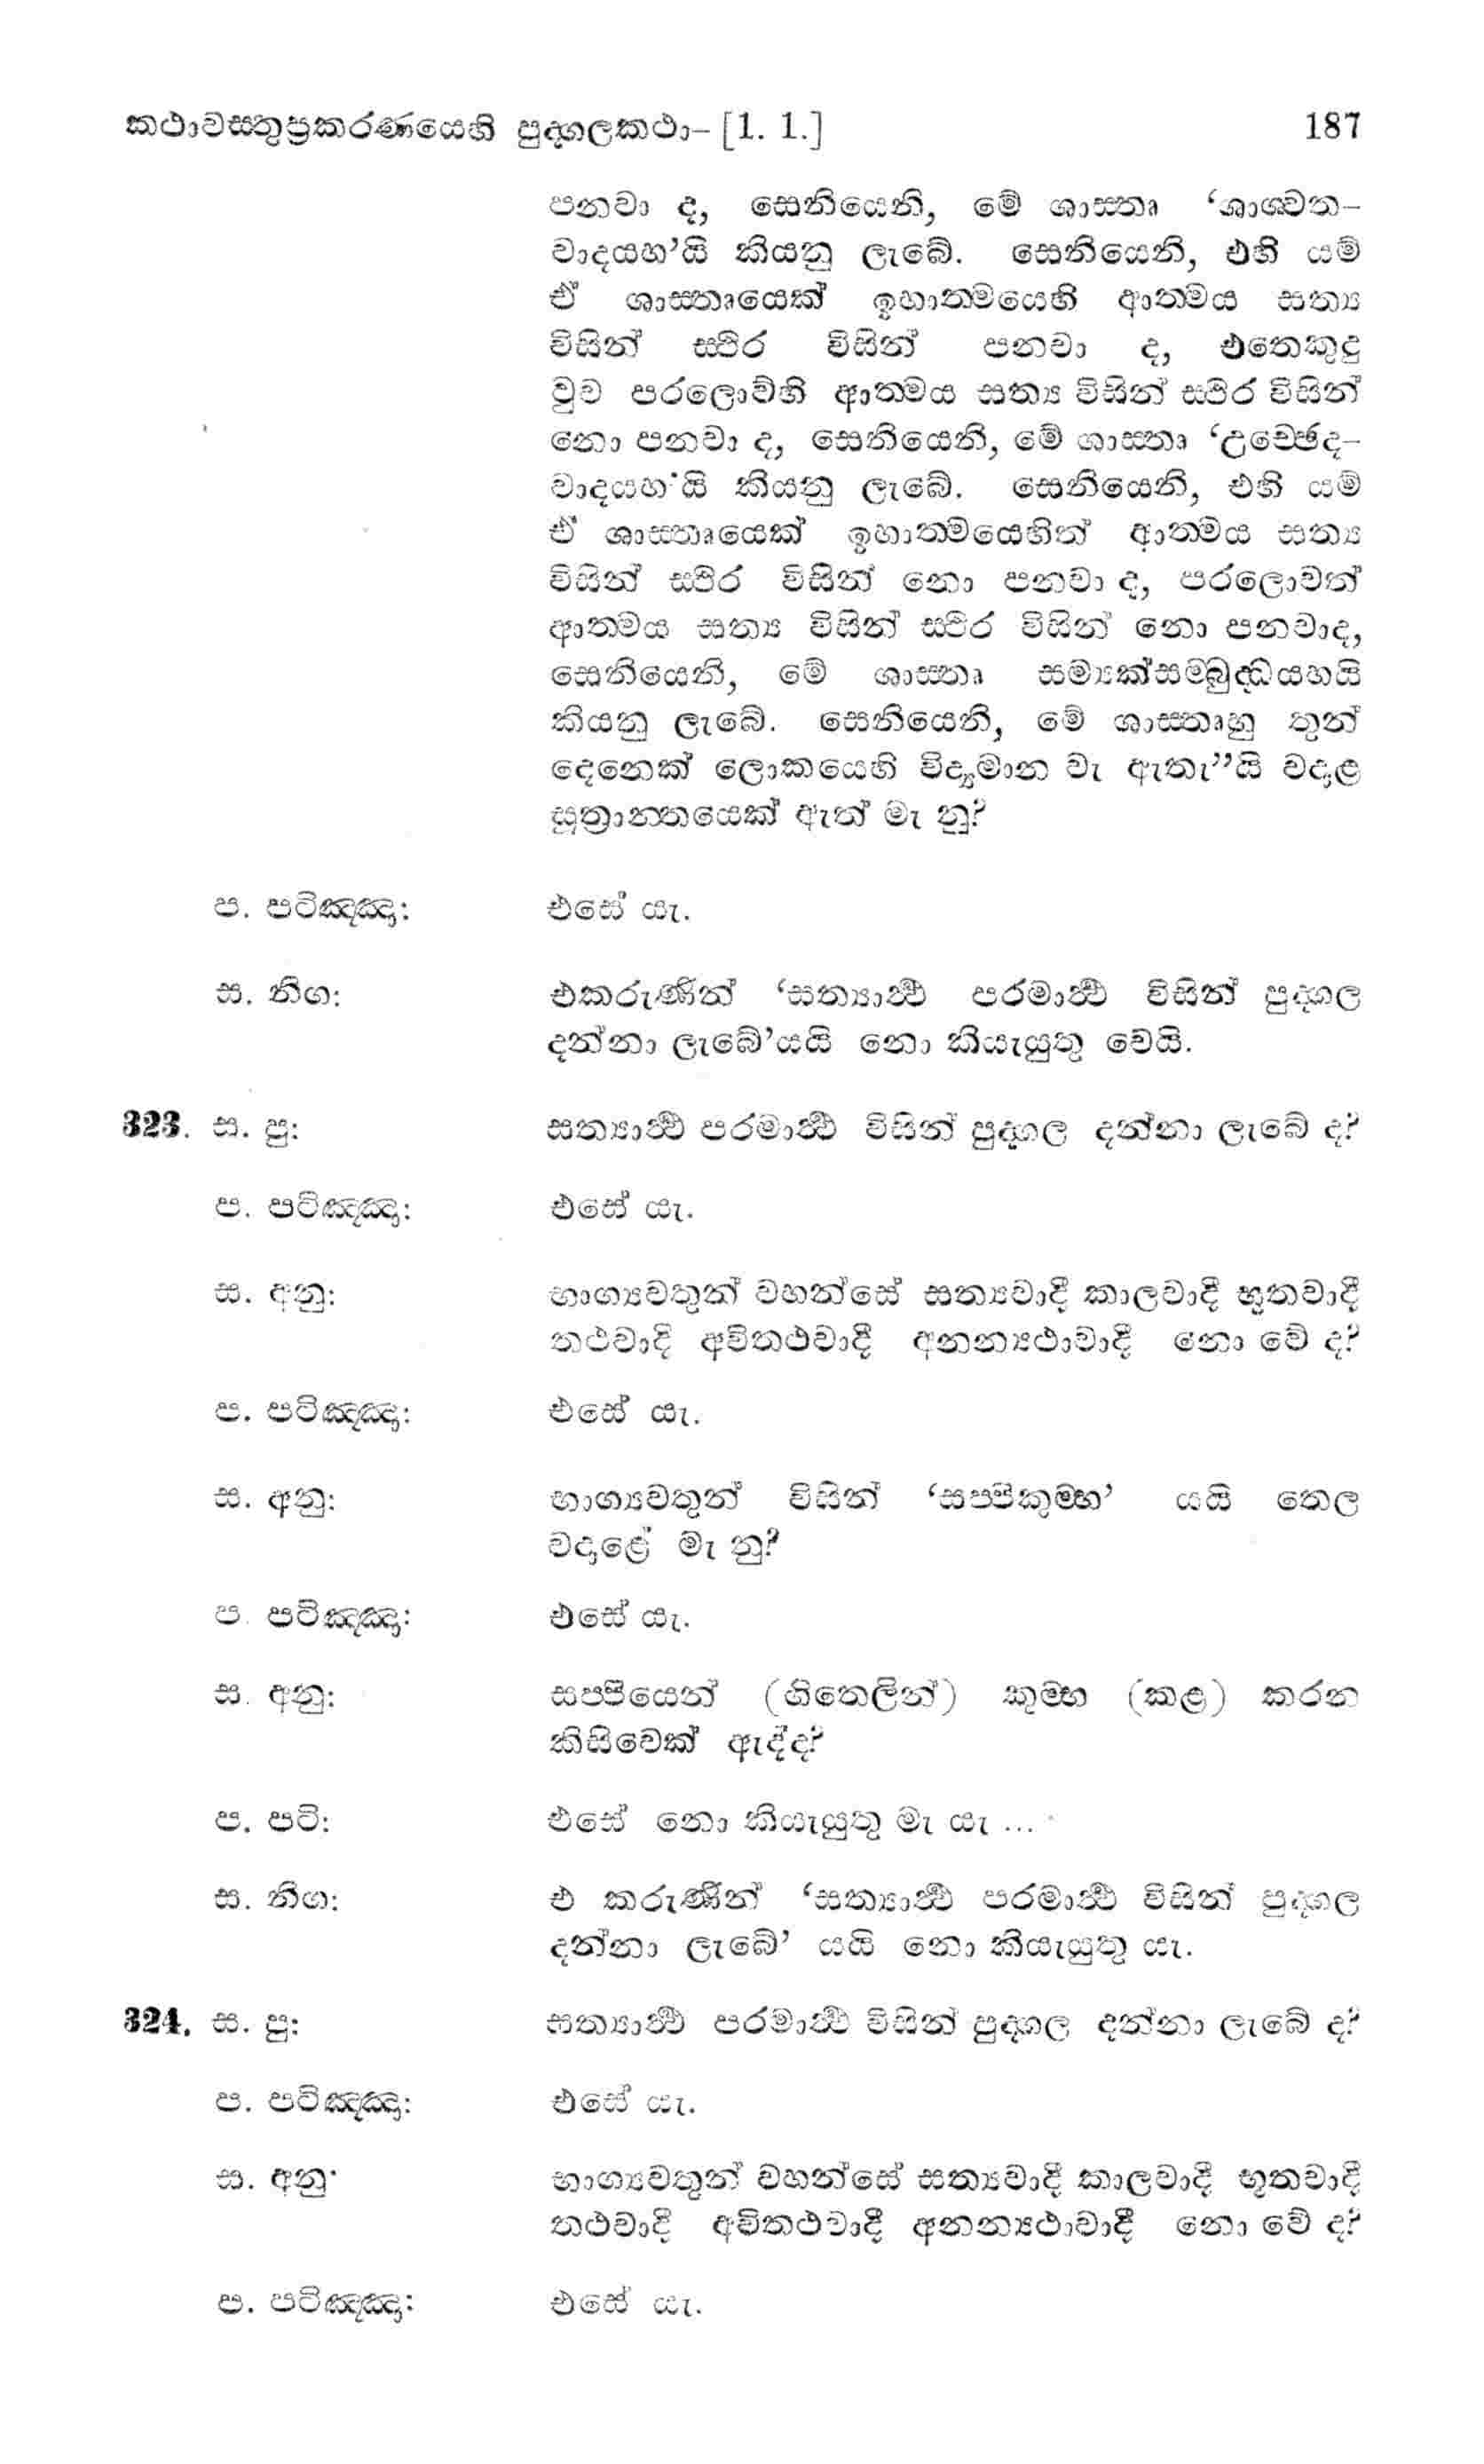 කථාවස්තුප්‍රකරණයෙහි පුද්ගලකථා– [1. 1.] 187
පනවා ද, සෙනියෙනි, මේ ශාස්තෘ ‘ශාශ්වත–
වාදයහ’යි කියනු ලැබේ. සෙනියෙනි, එහි යම්
ඒ ශාස්තෘයෙක් ඉහාත්මයෙහි ආත්මය සත්‍ය
විසින් ස්ථිර විසින් පනවා ද, එතෙකුදු
වුව පරලොව්හි ආත්මය සත්‍ය විසින් ස්ථිර විසින්
නො පනවා ද, සෙනියෙනි, මේ ශාස්තෘ ‘උච්ඡේද–
වාදයහ’යි කියනු ලැබේ. සෙනියෙනි, එහි යම්
ඒ ශාස්තෘයෙක් ඉහාත්මයෙහිත් ආත්මය සත්‍ය
විසින් ස්ථිර විසින් නො පනවා ද, පරලොවත්
ආත්මය සත්‍ය විසින් ස්ථිර විසින් නො පනවාද,
සෙනියෙනි, මේ ශාස්තෘ සම්‍යක්සම්බුද්ධයහයි
කියනු ලැබේ. සෙනියෙනි, මේ ශාස්තෘහු තුන්
දෙනෙක් ලොකයෙහි විද්‍යමාන වැ ඇතැ”යි වදාළ
සූත්‍රාන්තයෙක් ඇත් මැ නු?
ප. පටිඤ්ඤා: එසේ යැ.
ස. නිග: එකරුණින් ‘සත්‍යාර්ථ පරමාර්ථ විසින් පුද්ගල
දන්නා ලැබේ’යයි නො කියැයුතු වෙයි.
323. ස. පු: සත්‍යාර්ථ පරමාර්ථ විසින් පුද්ගල දන්නා ලැබේ ද?
ප. පටිඤ්ඤා: එසේ යැ.
ස. අනු: භාග්‍යවතුන් වහන්සේ සත්‍යවාදී කාලවාදී භූතවාදී
තථවාදි අවිතථවාදී අනන්‍යථාවාදී නො වේ ද?
ප. පටිඤ්ඤා: එසේ යැ.
ස. අනු: භාග්‍යවතුන් විසින් ‘සප්පිකුම්භ’ යයි තෙල
වදාළේ මැ නු?
ප. පටිඤ්ඤා: එසේ යැ.
ස. අනු: සප්පියෙන් (ගිතෙලින්) කුම්භ (කළ) කරන
කිසිවෙක් ඇද්ද?
ප. පටි: එසේ නො කියැයුතු මැ යැ ...
ස. නිග: එ කරුණින් ‘සත්‍යාර්ථ පරමාර්ථ විසින් පුද්ගල
දන්නා ලැබේ’ යයි නො කියැයුතු යැ.
324. ස. පු: සත්‍යාර්ථ පරමාර්ථ විසින් පුද්ගල දන්නා ලැබේ ද?
ප. පටිඤ්ඤා: එසේ යැ.
ස. අනු: භාග්‍යවතුන් වහන්සේ සත්‍යවාදී කාලවාදී භූතවාදී
තථවාදි අවිතථවාදී අනන්‍යථාවාදී නො වේ ද?
ප. පටිඤ්ඤා: එසේ යැ.